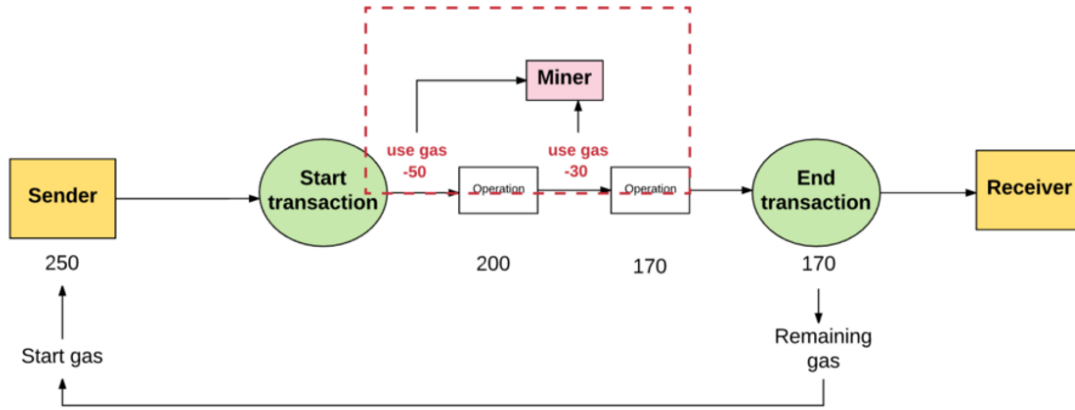 Miner
use gas
-50
use gas
-30
Sender
Start
transaction
Operation
Operation
End
transaction
Receiver
250
200
170
170
Start gas
Remaining
gas